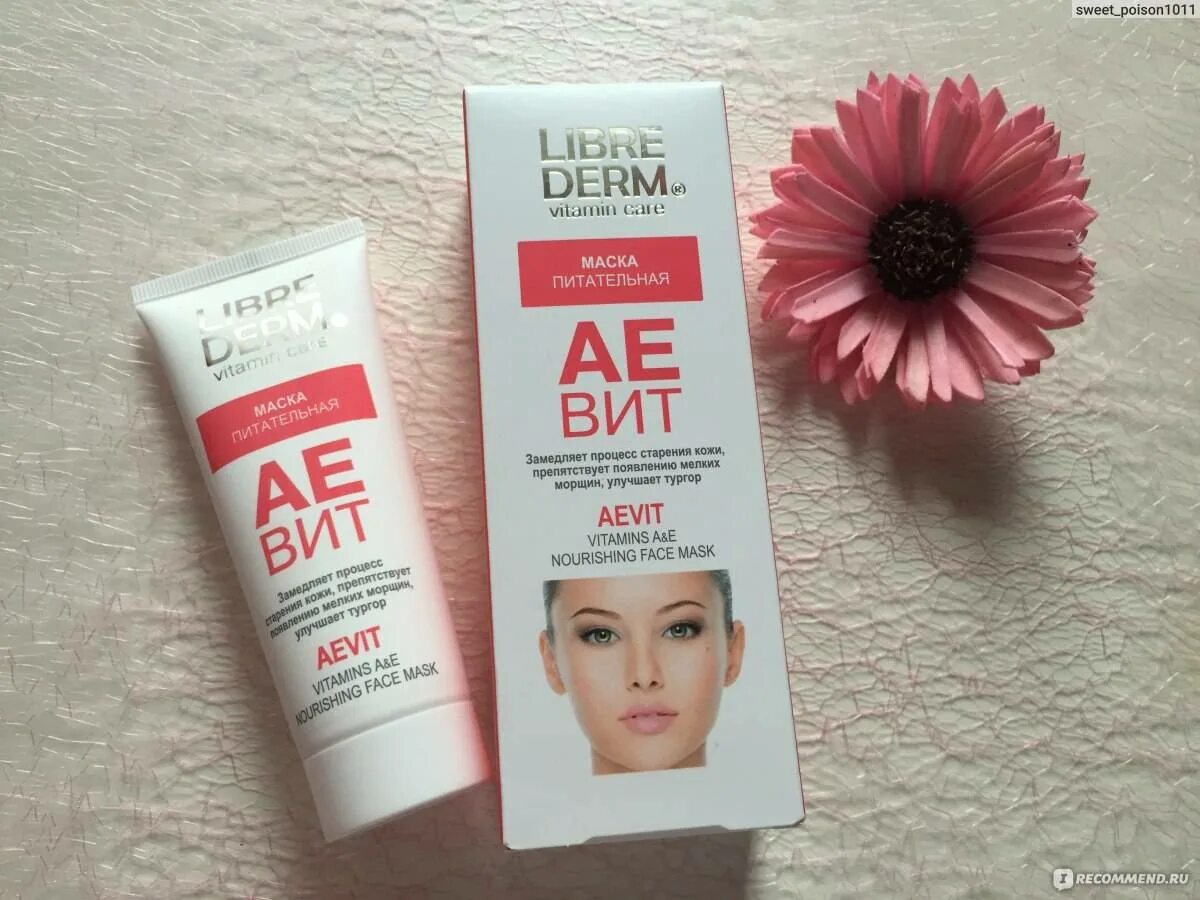 sweet_poison1011
LIBRE
DERM®
vitamin care
МАСКА
ПИТАТЕЛЬНАЯ
АЕ
ВИТ
Замедляет процесс
старения кожи, препятствует
появлению мелких морщин,
улучшает тургор
AEVIT
VITAMINS A&E
NOURISHING FACE MASK
LIBRE
DERM®
vitamin care
МАСКА
ПИТАТЕЛЬНАЯ
АЕ
ВИТ
Замедляет процесс старения кожи,
препятствует появлению мелких
морщин, улучшает тургор
AEVIT
VITAMINS A&E
NOURISHING FACE MASK
IRECOMMEND.RU